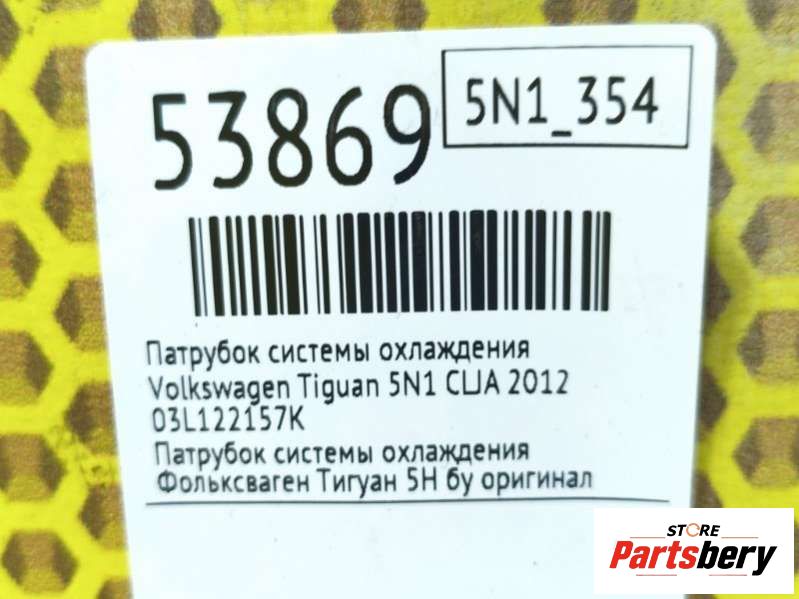 53869
5N1_354
Патрубок системы охлаждения
Volkswagen Tiguan 5N1 CLJA 2012
03L122157K
Патрубок системы охлаждения
Фольксваген Тигуан 5Н бу оригинал
STORE
Partsbery